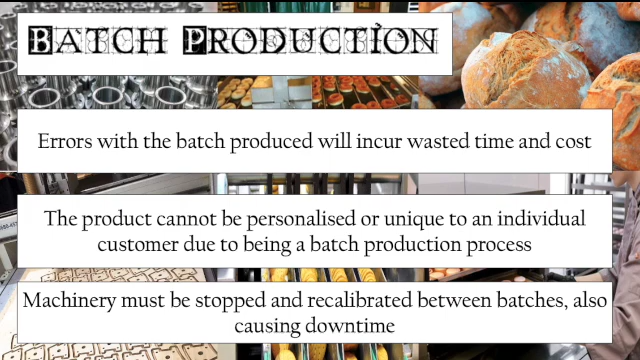 Batch Production
Errors with the batch produced will incur wasted time and cost
The product cannot be personalised or unique to an individual
customer due to being a batch production process
Machinery must be stopped and recalibrated between batches, also
causing downtime